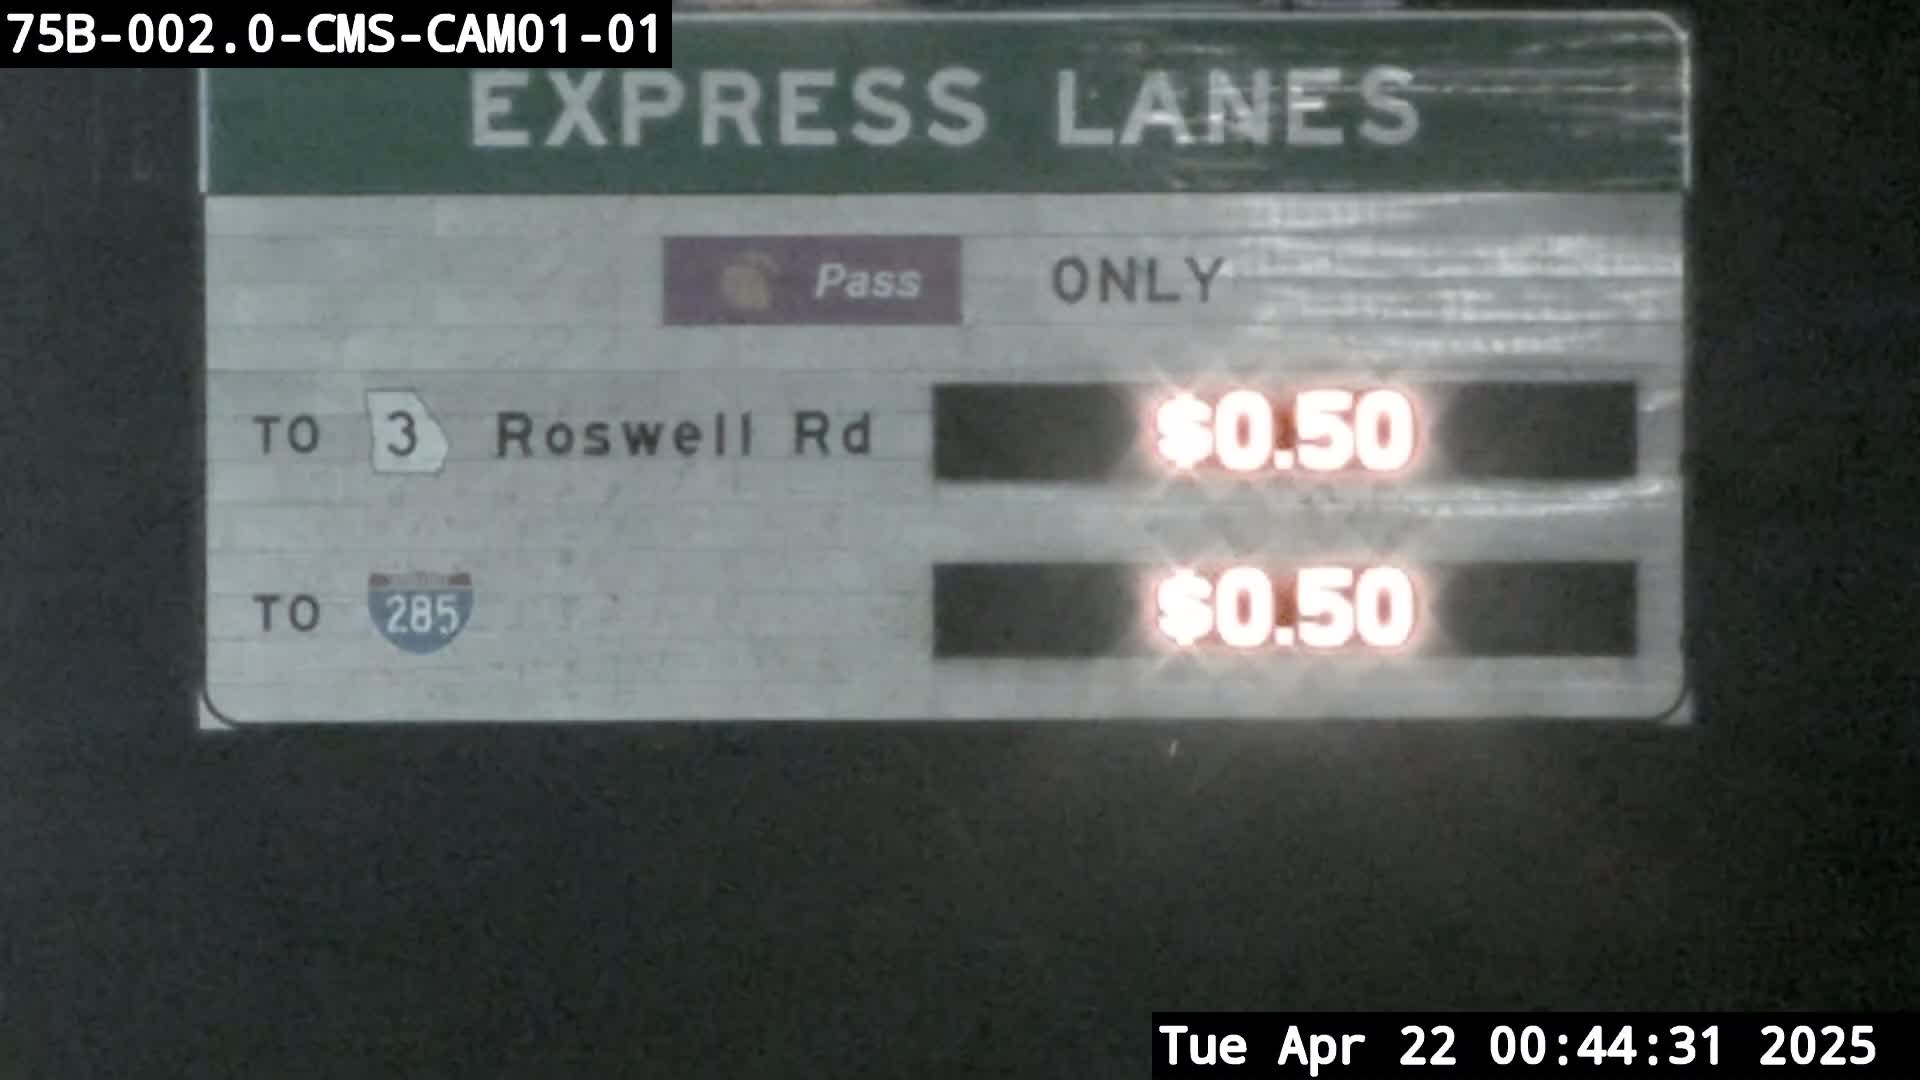 75B-002.0-CMS-CAM01-01
EXPRESS LANES
Pass ONLY
TO 3 Roswell Rd $0.50
TO 285 $0.50
Tue Apr 22 00:44:31 2025